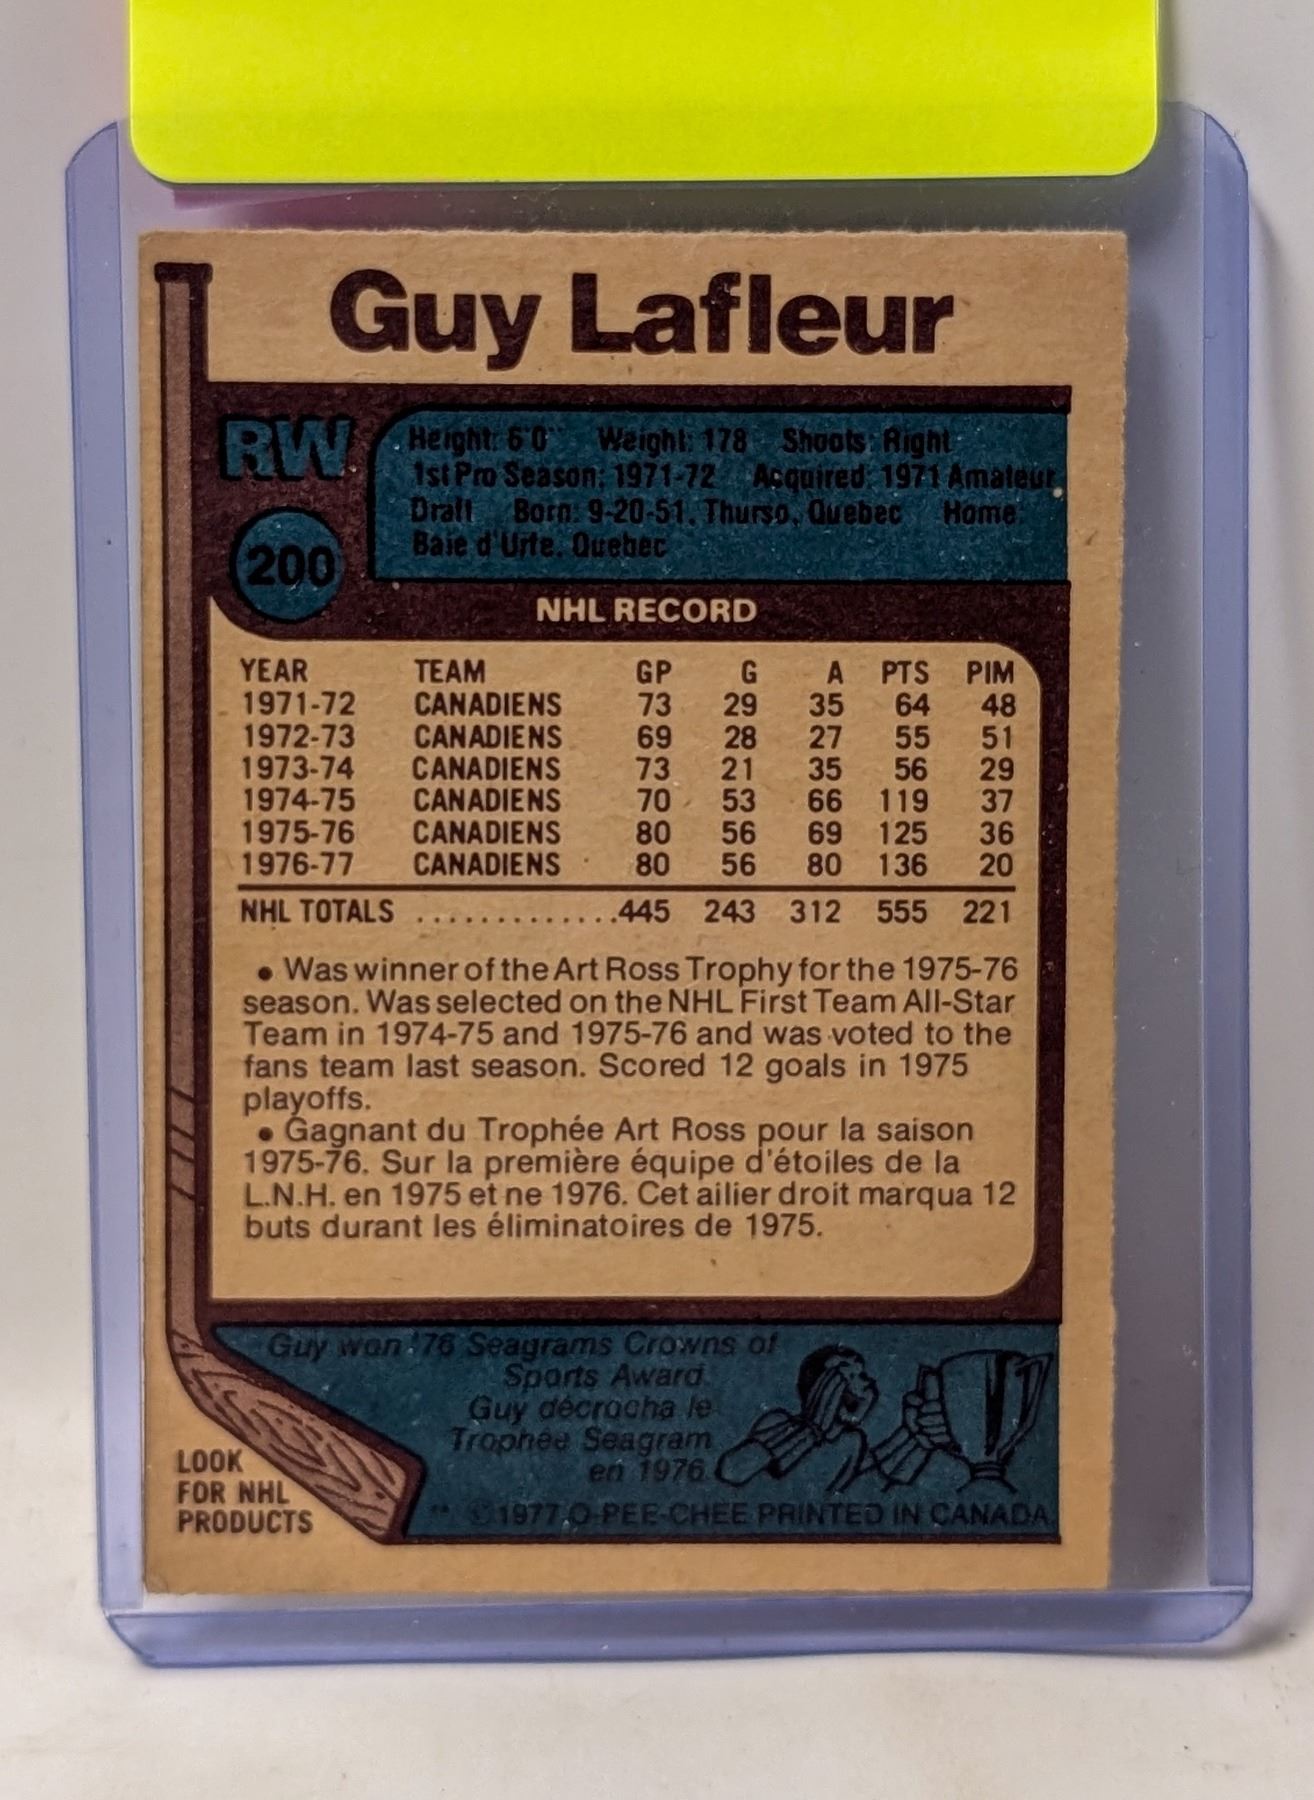 Guy Lafleur
RW
Height: 6'0" Weight: 178 Shoots: Right
1st Pro Season: 1971-72 Acquired: 1971 Amateur
Draft Born: 9-20-51, Thurso, Quebec Home:
Baie d'Urfe, Quebec
200
NHL RECORD
YEAR TEAM GP G A PTS PIM
1971-72 CANADIENS 73 29 35 64 48
1972-73 CANADIENS 69 28 27 55 51
1973-74 CANADIENS 73 21 35 56 29
1974-75 CANADIENS 70 53 66 119 37
1975-76 CANADIENS 80 56 69 125 36
1976-77 CANADIENS 80 56 80 136 20
NHL TOTALS .............445 243 312 555 221
• Was winner of the Art Ross Trophy for the 1975-76
season. Was selected on the NHL First Team All-Star
Team in 1974-75 and 1975-76 and was voted to the
fans team last season. Scored 12 goals in 1975
playoffs.
• Gagnant du Trophée Art Ross pour la saison
1975-76. Sur la première équipe d'étoiles de la
L.N.H. en 1975 et ne 1976. Cet ailier droit marqua 12
buts durant les éliminatoires de 1975.
Guy won '76 Seagrams Crowns of
Sports Award
Guy décrocha le
Trophée Seagram
en 1976
LOOK
FOR NHL
PRODUCTS
** ©1977 O-PEE-CHEE PRINTED IN CANADA